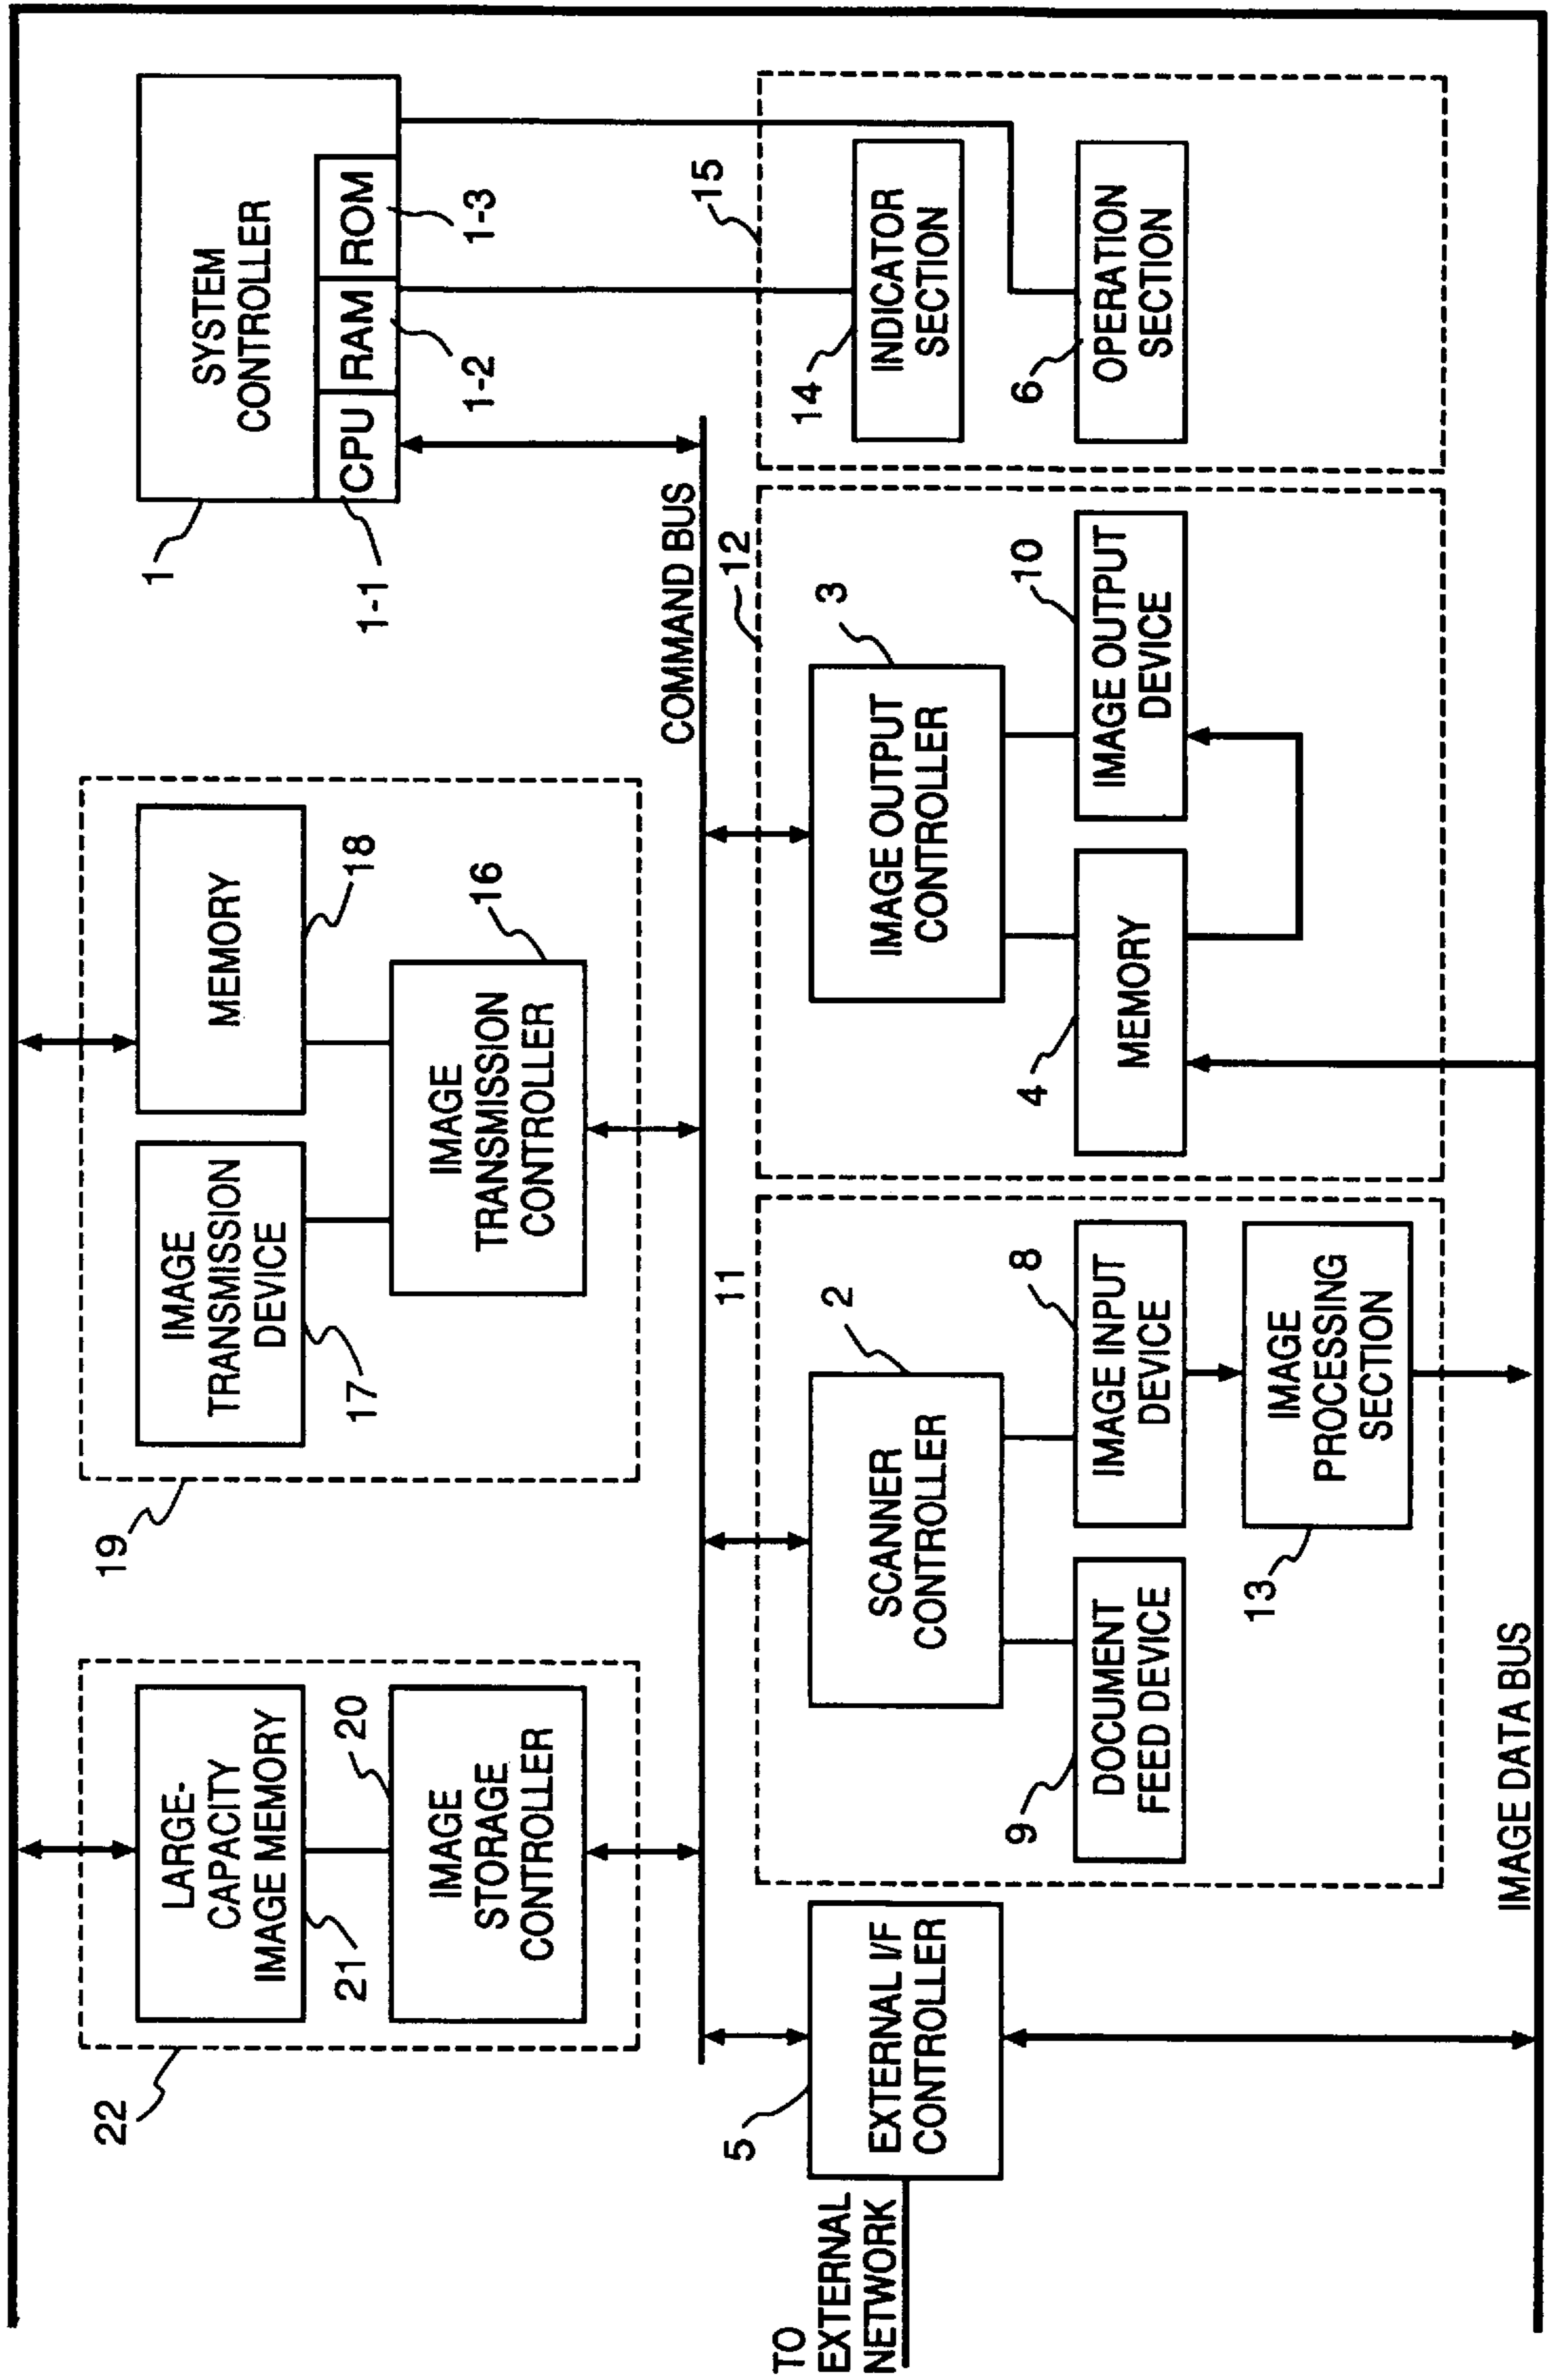 22
LARGE-
CAPACITY
IMAGE MEMORY
21
20
IMAGE
STORAGE
CONTROLLER
19
IMAGE
TRANSMISSION
DEVICE
17
MEMORY
18
16
IMAGE
TRANSMISSION
CONTROLLER
1
SYSTEM
CONTROLLER
CPU
RAM
ROM
1-1
1-2
1-3
COMMAND BUS
TO
EXTERNAL
NETWORK
5
EXTERNAL I/F
CONTROLLER
11
2
SCANNER
CONTROLLER
9
DOCUMENT
FEED DEVICE
8
IMAGE INPUT
DEVICE
13
IMAGE
PROCESSING
SECTION
12
3
IMAGE OUTPUT
CONTROLLER
4
MEMORY
10
IMAGE OUTPUT
DEVICE
15
14
INDICATOR
SECTION
6
OPERATION
SECTION
IMAGE DATA BUS